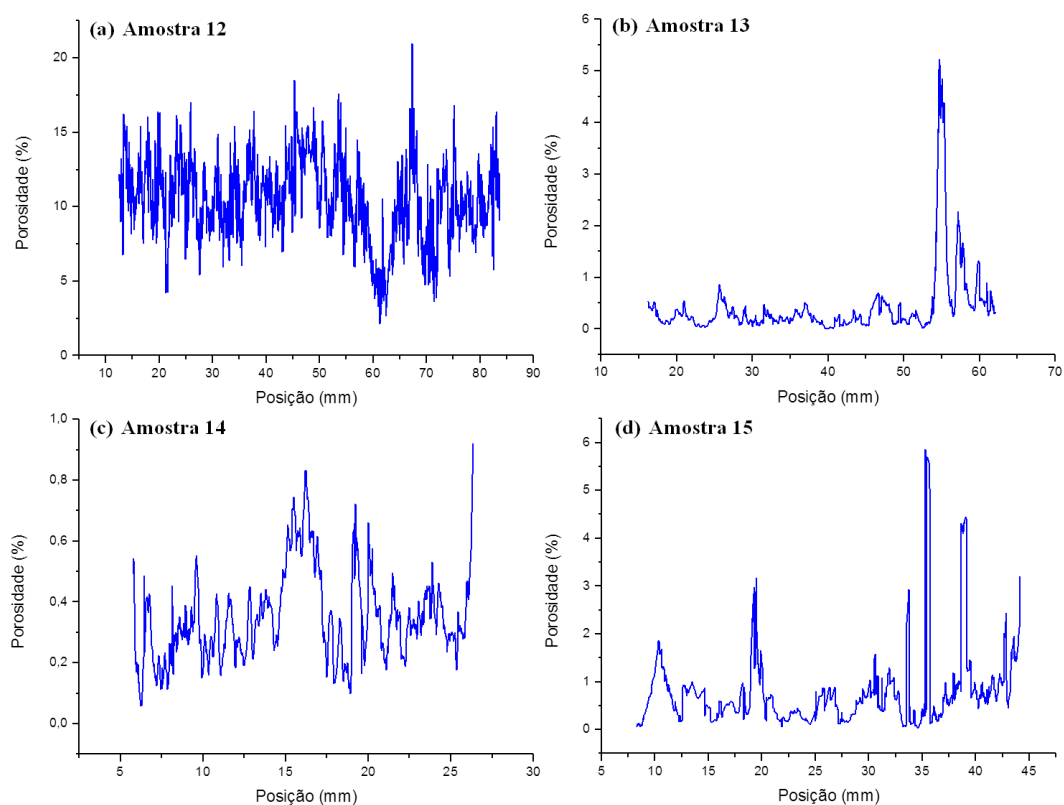 (a) Amostra 12
Porosidade (%)
20
15
10
5
0
0 10 20 30 40 50 60 70 80 90
Posição (mm)
(b) Amostra 13
Porosidade (%)
6
5
4
3
2
1
0
10 20 30 40 50 60 70
Posição (mm)
(c) Amostra 14
Porosidade (%)
1,0
0,8
0,6
0,4
0,2
0,0
5 10 15 20 25 30
Posição (mm)
(d) Amostra 15
Porosidade (%)
6
5
4
3
2
1
0
5 10 15 20 25 30 35 40 45
Posição (mm)